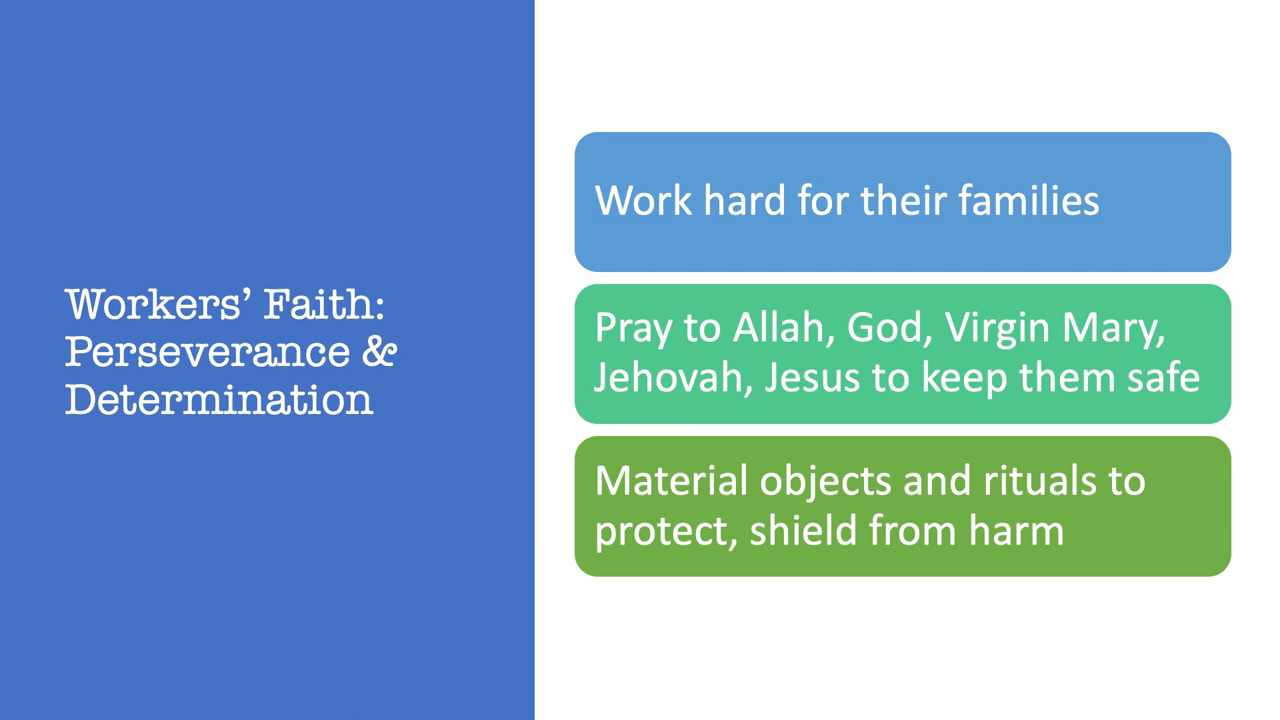 Workers’ Faith:
Perseverance &
Determination
Work hard for their families
Pray to Allah, God, Virgin Mary,
Jehovah, Jesus to keep them safe
Material objects and rituals to
protect, shield from harm